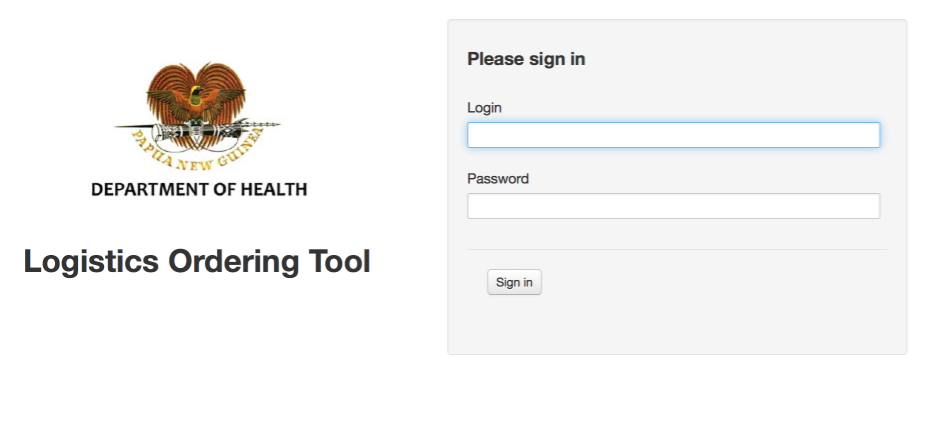 PAPUA NEW GUINEA
DEPARTMENT OF HEALTH
Logistics Ordering Tool
Please sign in
Login
Password
Sign in